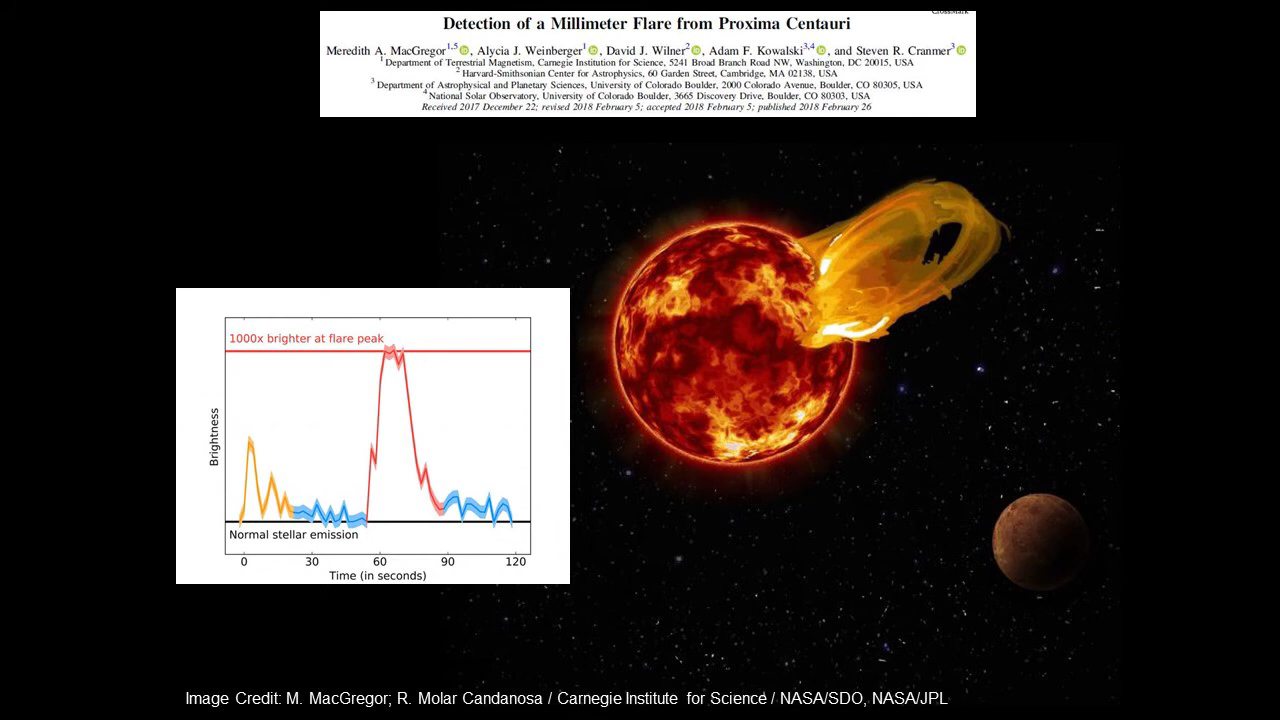 CrossMark
Detection of a Millimeter Flare from Proxima Centauri
Meredith A. MacGregor1,5, Alycia J. Weinberger1, David J. Wilner2, Adam F. Kowalski3,4, and Steven R. Cranmer3
1 Department of Terrestrial Magnetism, Carnegie Institution for Science, 5241 Broad Branch Road NW, Washington, DC 20015, USA
2 Harvard-Smithsonian Center for Astrophysics, 60 Garden Street, Cambridge, MA 02138, USA
3 Department of Astrophysical and Planetary Sciences, University of Colorado Boulder, 2000 Colorado Avenue, Boulder, CO 80305, USA
4 National Solar Observatory, University of Colorado Boulder, 3665 Discovery Drive, Boulder, CO 80303, USA
Received 2017 December 22; revised 2018 February 5; accepted 2018 February 5; published 2018 February 26
1000x brighter at flare peak
Brightness
Normal stellar emission
0 30 60 90 120
Time (in seconds)
Image Credit: M. MacGregor; R. Molar Candanosa / Carnegie Institute for Science / NASA/SDO, NASA/JPL